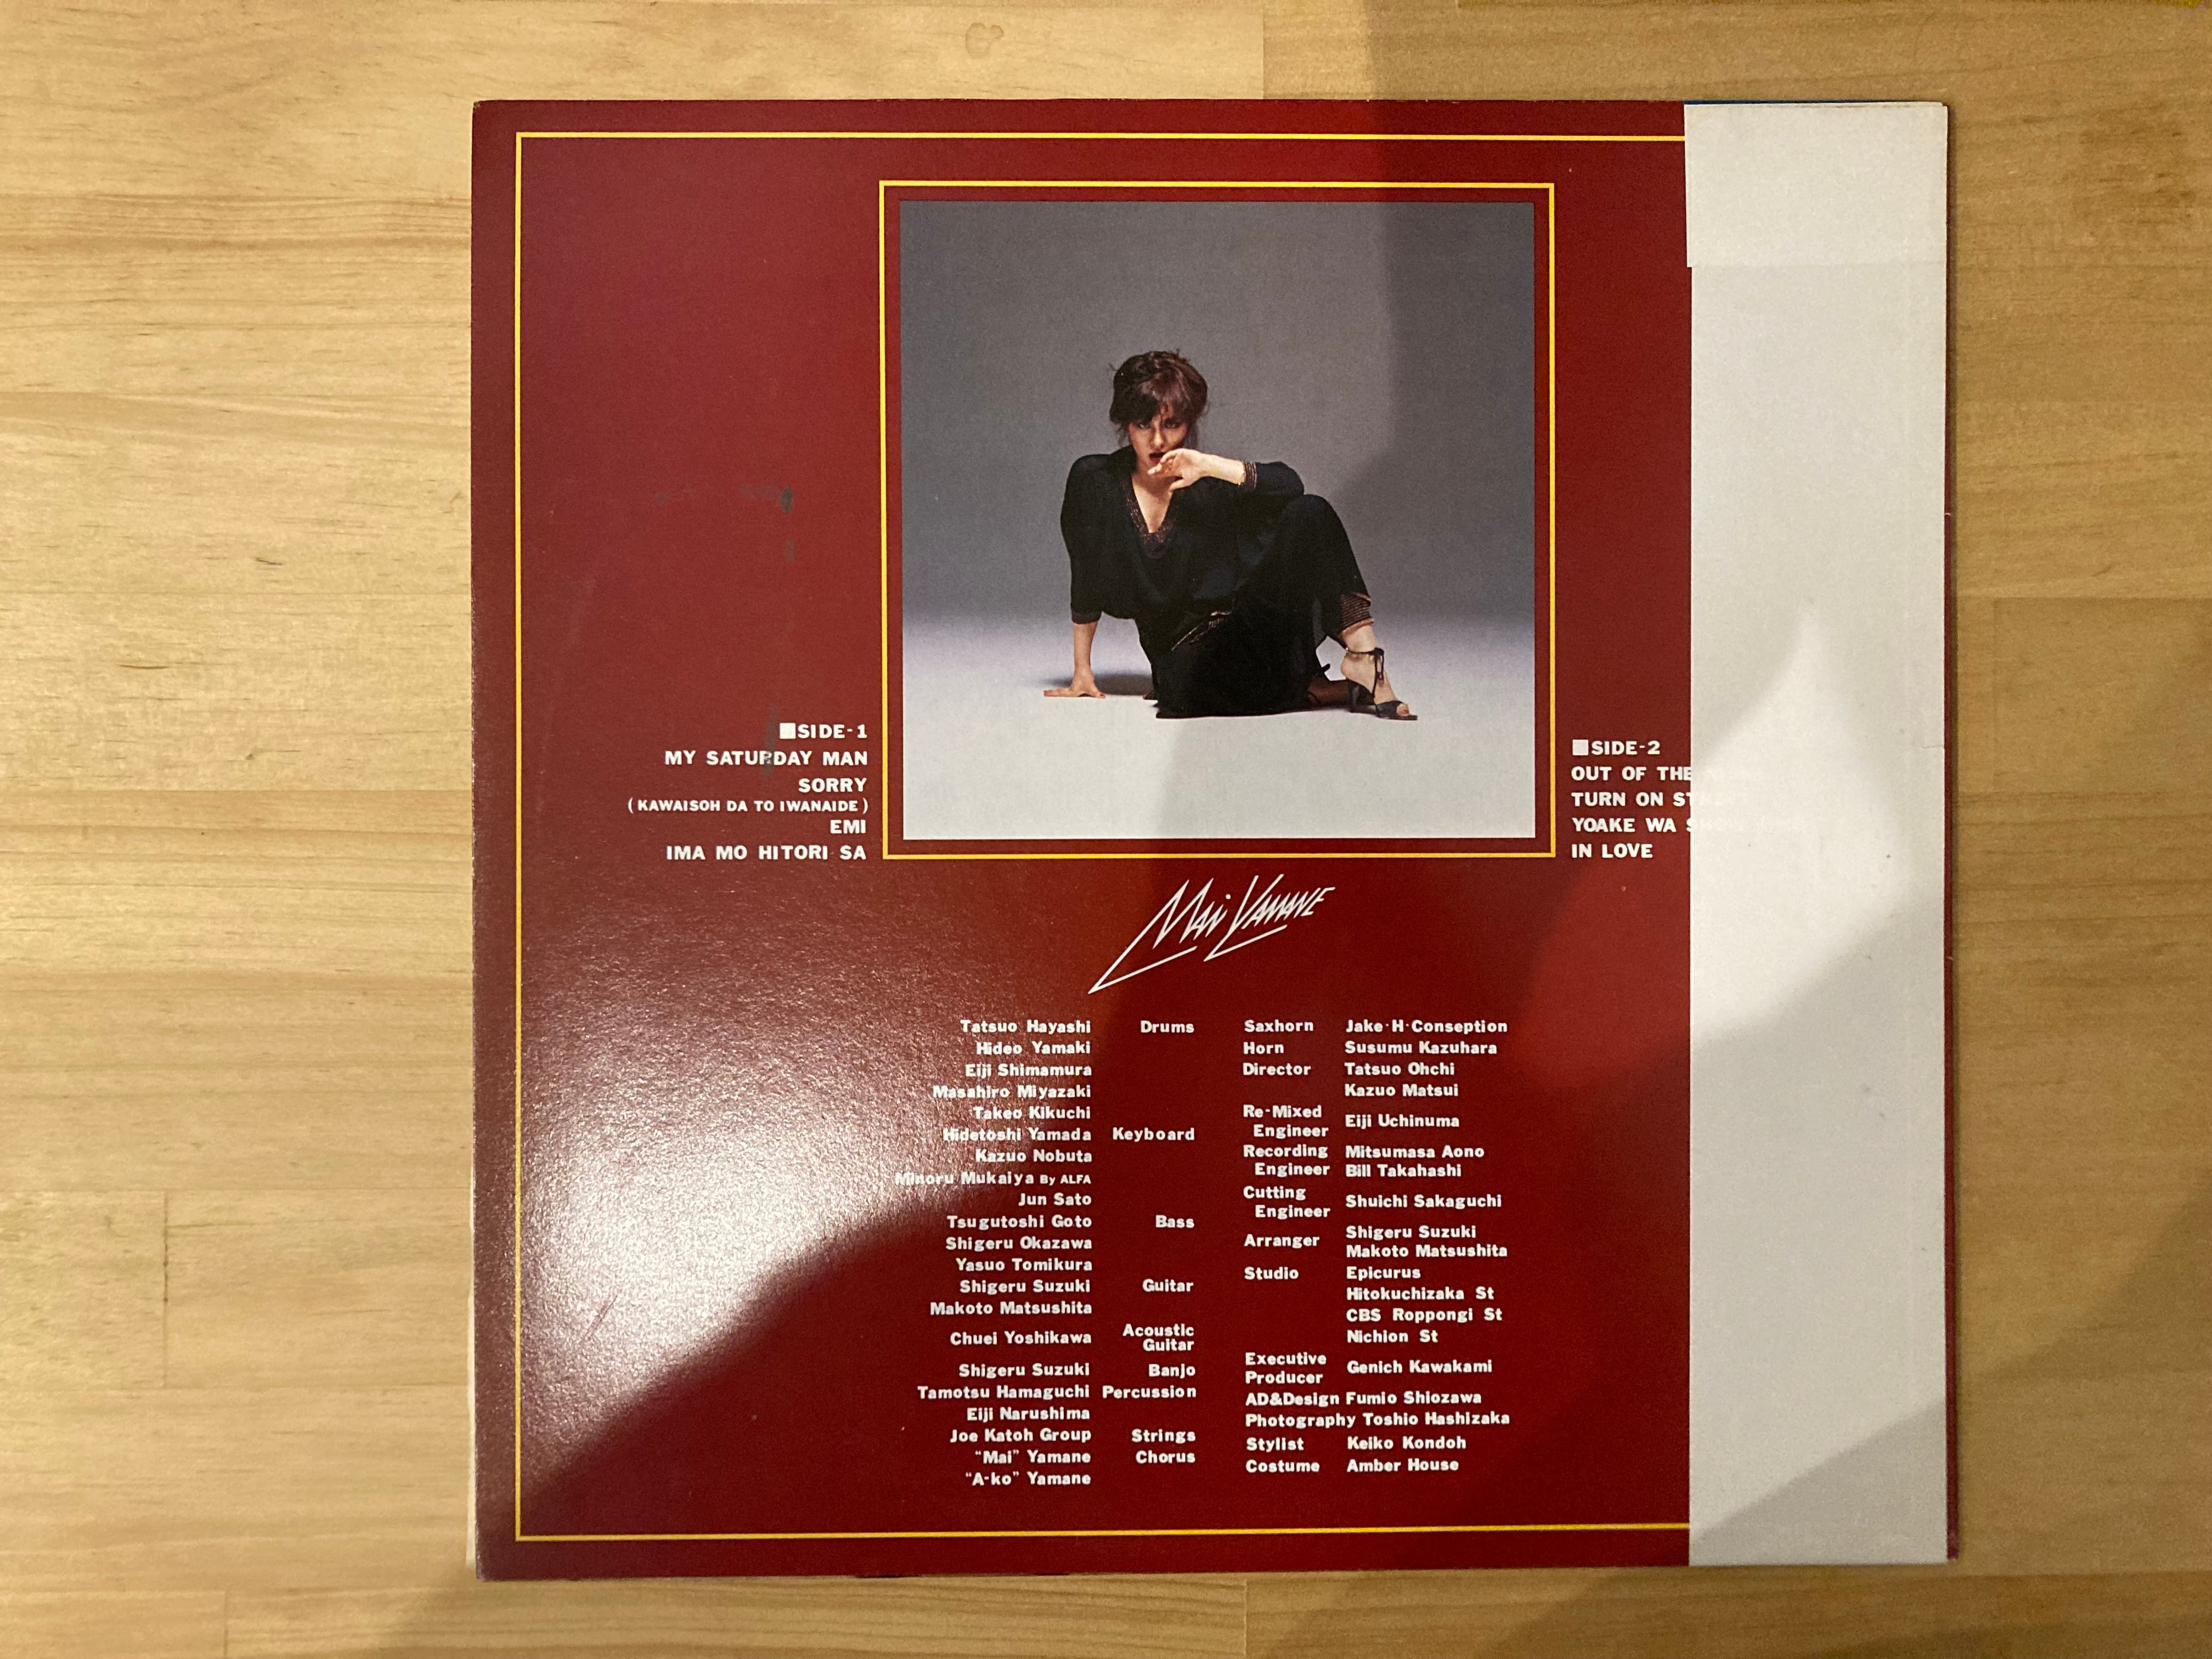 ■SIDE-1
MY SATURDAY MAN
SORRY
(KAWAISOH DA TO IWANAIDE)
EMI
IMA MO HITORI SA
■SIDE-2
OUT OF THE
TURN ON
YOAKE WA
IN LOVE
Mai Yamane
Tatsuo Hayashi Drums
Hideo Yamaki
Eiji Shimamura
Masahiro Miyazaki
Takeo Kikuchi
Hidetoshi Yamada Keyboard
Kazuo Nobuta
Minoru Mukaiya By ALFA
Jun Sato
Tsugutoshi Goto Bass
Shigeru Okazawa
Yasuo Tomikura
Shigeru Suzuki Guitar
Makoto Matsushita
Chuei Yoshikawa Acoustic
Guitar
Shigeru Suzuki Banjo
Tamotsu Hamaguchi Percussion
Eiji Narushima
Joe Katoh Group Strings
"Mai" Yamane Chorus
"A-ko" Yamane
Saxhorn Jake·H·Conseption
Horn Susumu Kazuhara
Director Tatsuo Ohchi
Kazuo Matsui
Re-Mixed
Engineer Eiji Uchinuma
Recording Mitsumasa Aono
Engineer Bill Takahashi
Cutting
Engineer Shuichi Sakaguchi
Arranger Shigeru Suzuki
Makoto Matsushita
Studio Epicurus
Hitokuchizaka St
CBS Roppongi St
Nichion St
Executive
Producer Genich Kawakami
AD&Design Fumio Shiozawa
Photography Toshio Hashizaka
Stylist Keiko Kondoh
Costume Amber House